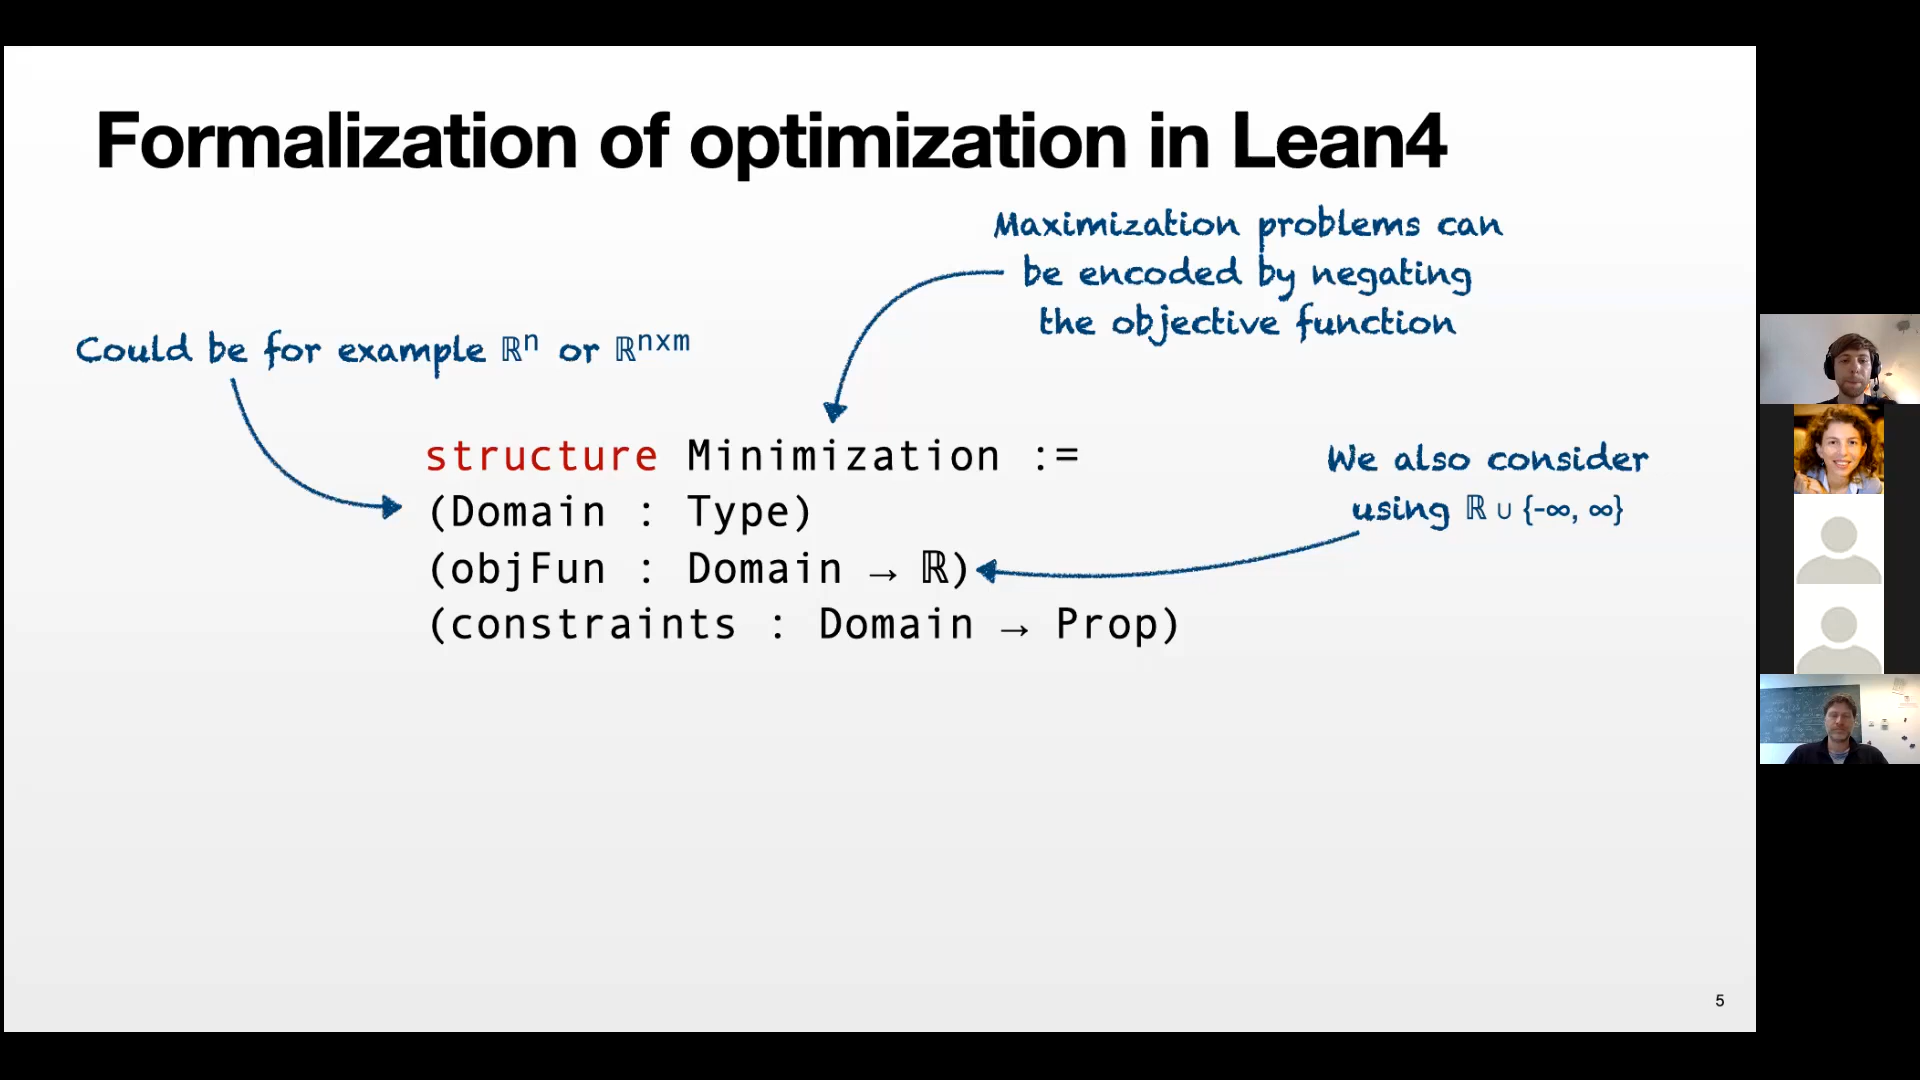 Formalization of optimization in Lean4
Maximization problems can
be encoded by negating
the objective function
Could be for example ℝⁿ or ℝⁿˣᵐ
structure Minimization :=
(Domain : Type)
(objFun : Domain → ℝ)
(constraints : Domain → Prop)
We also consider
using ℝ ∪ {-∞, ∞}
5